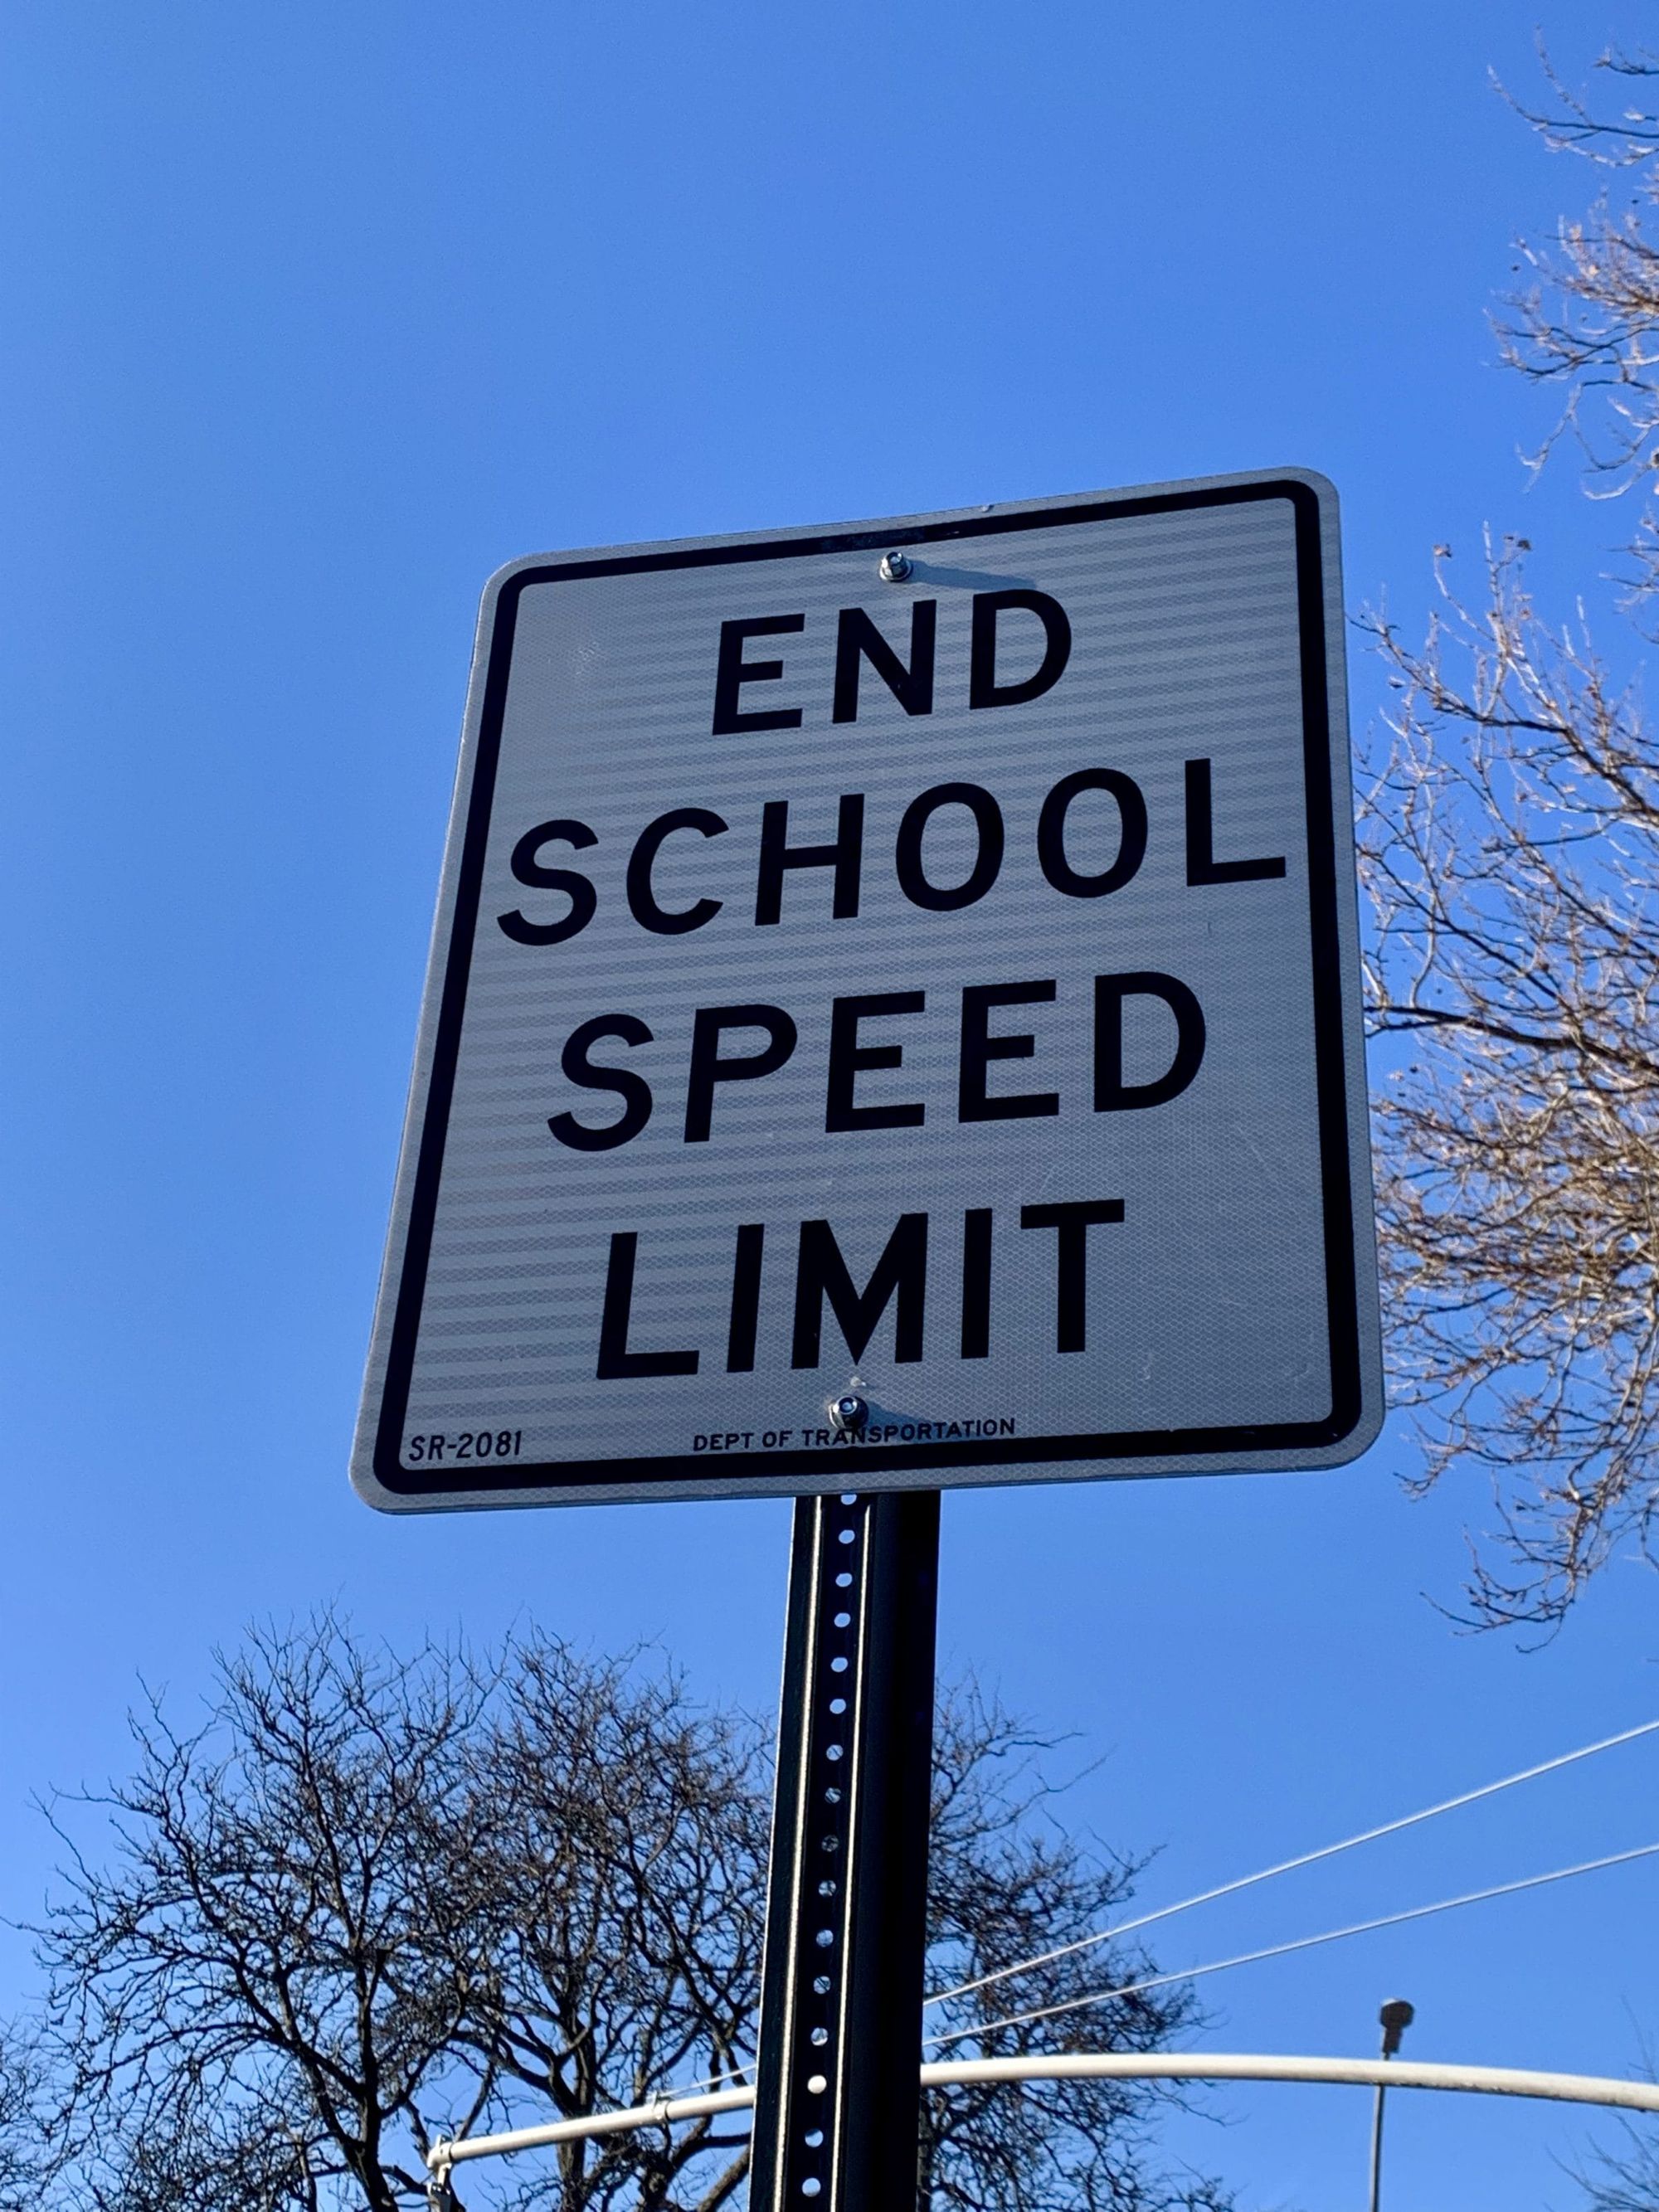 END
SCHOOL
SPEED
LIMIT
SR-2081 DEPT OF TRANSPORTATION